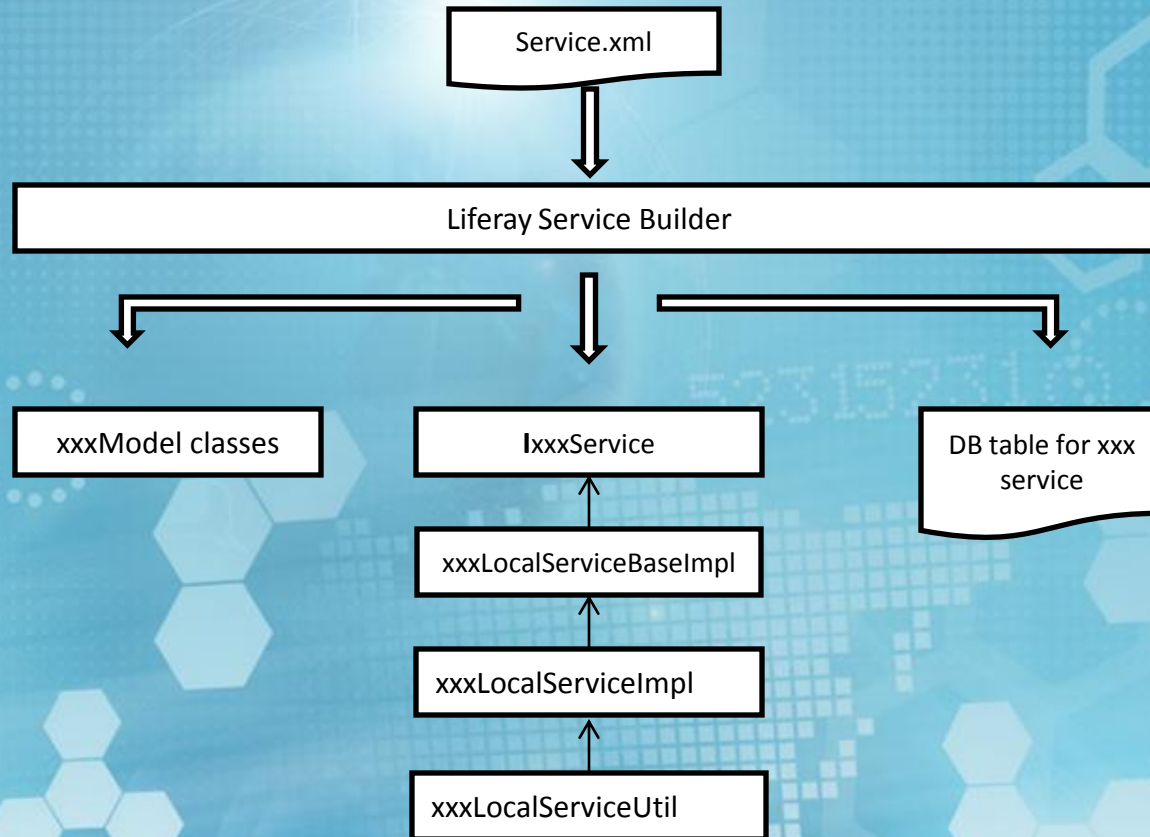 Service.xml
Liferay Service Builder
xxxModel classes
IxxxService
DB table for xxx
service
xxxLocalServiceBaseImpl
xxxLocalServiceImpl
xxxLocalServiceUtil